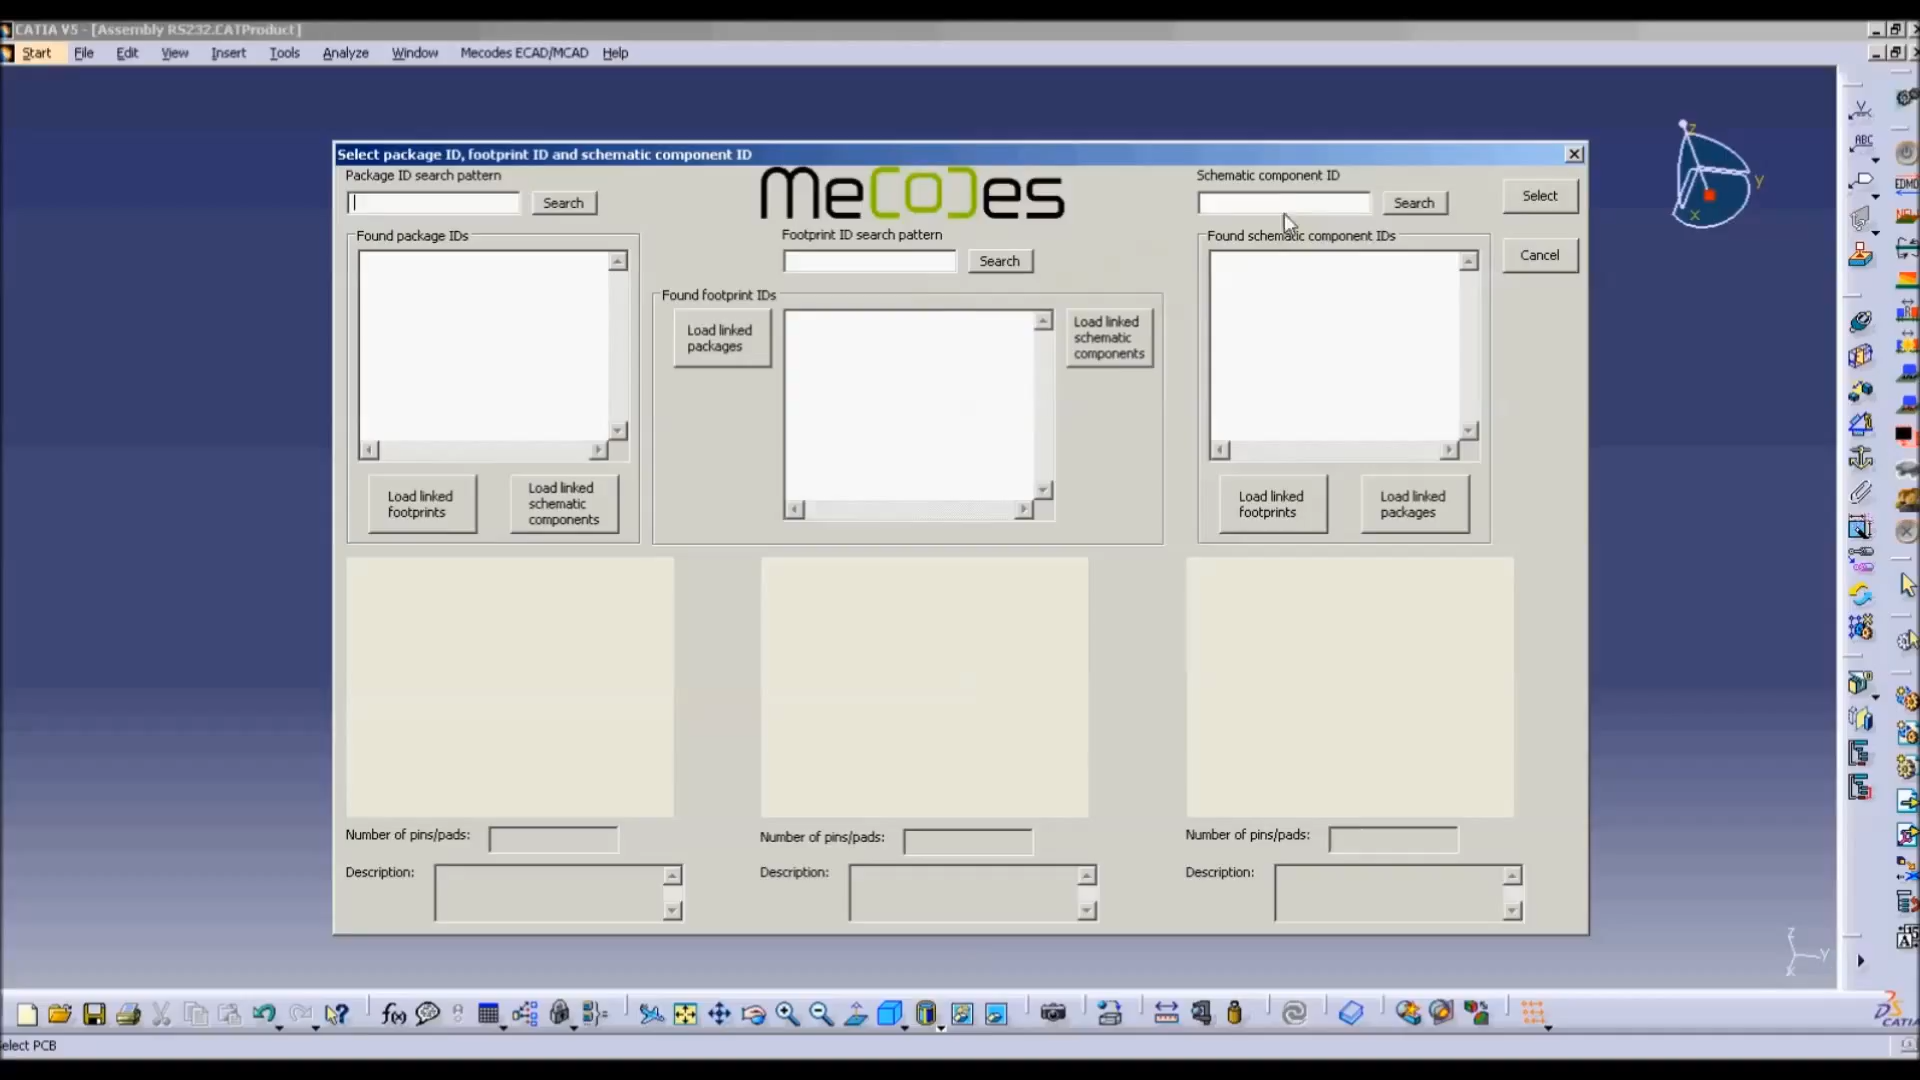 CATIA V5 - [Assembly RS232.CATProduct]
Start File Edit View Insert Tools Analyze Window Mecodes ECAD/MCAD Help
Select package ID, footprint ID and schematic component ID
Package ID search pattern
Search
Found package IDs
Load linked
footprints
Load linked
schematic
components
Number of pins/pads:
Description:
MeCoDes
Footprint ID search pattern
Search
Found footprint IDs
Load linked
packages
Load linked
schematic
components
Number of pins/pads:
Description:
Schematic component ID
Search
Found schematic component IDs
Load linked
footprints
Load linked
packages
Number of pins/pads:
Description:
Select
Cancel
z
y
x
ABC
EDMD
z
y
x
f(x)
CATIA
elect PCB